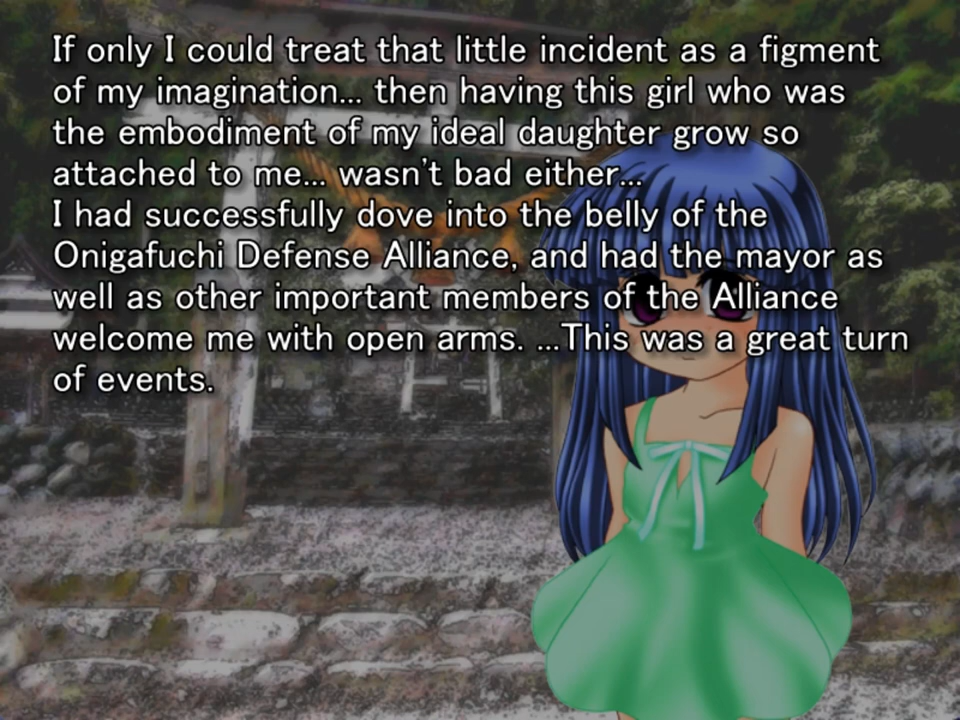 If only I could treat that little incident as a figment
of my imagination... then having this girl who was
the embodiment of my ideal daughter grow so
attached to me... wasn't bad either...
I had successfully dove into the belly of the
Onigafuchi Defense Alliance, and had the mayor as
well as other important members of the Alliance
welcome me with open arms. ...This was a great turn
of events.